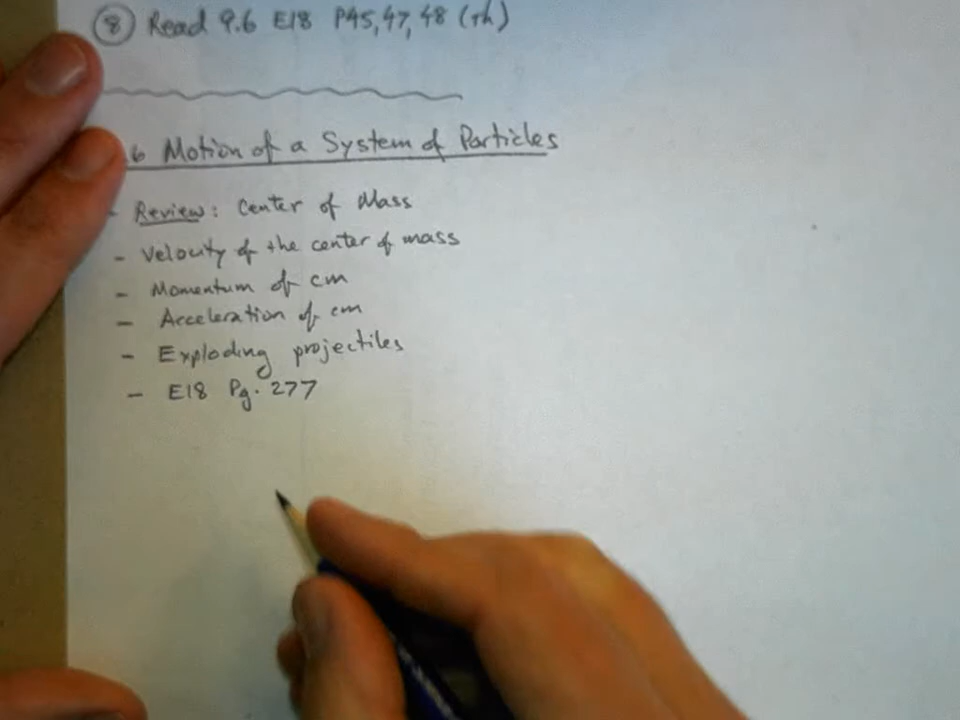 ⑧ Read 9.6 E18 P45, 47, 48 (Th)
.6 Motion of a System of Particles
- Review: Center of Mass
- Velocity of the center of mass
- Momentum of cm
- Acceleration of cm
- Exploding projectiles
- E18 Pg. 277